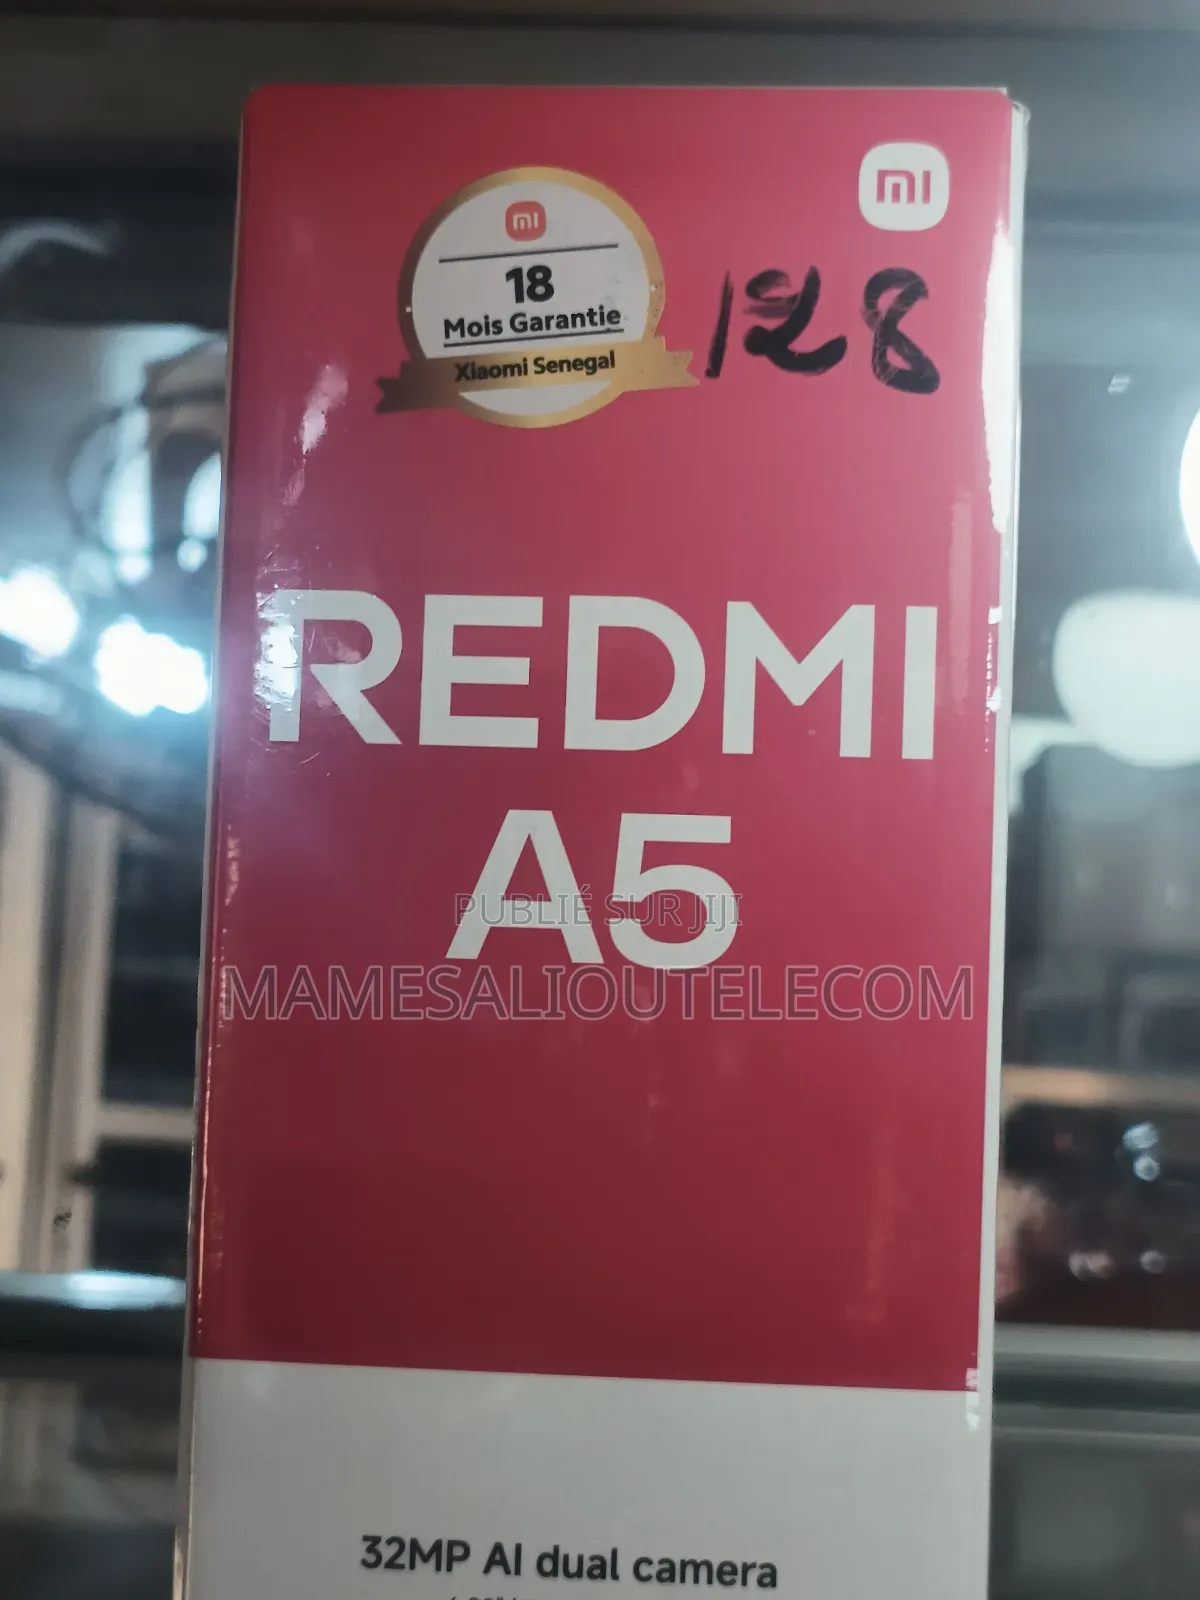 mi
mi
18
Mois Garantie
Xiaomi Senegal
128
REDMI
A5
PUBLIÉ SUR JIJI
MAMESALIOUTELECOM
32MP AI dual camera